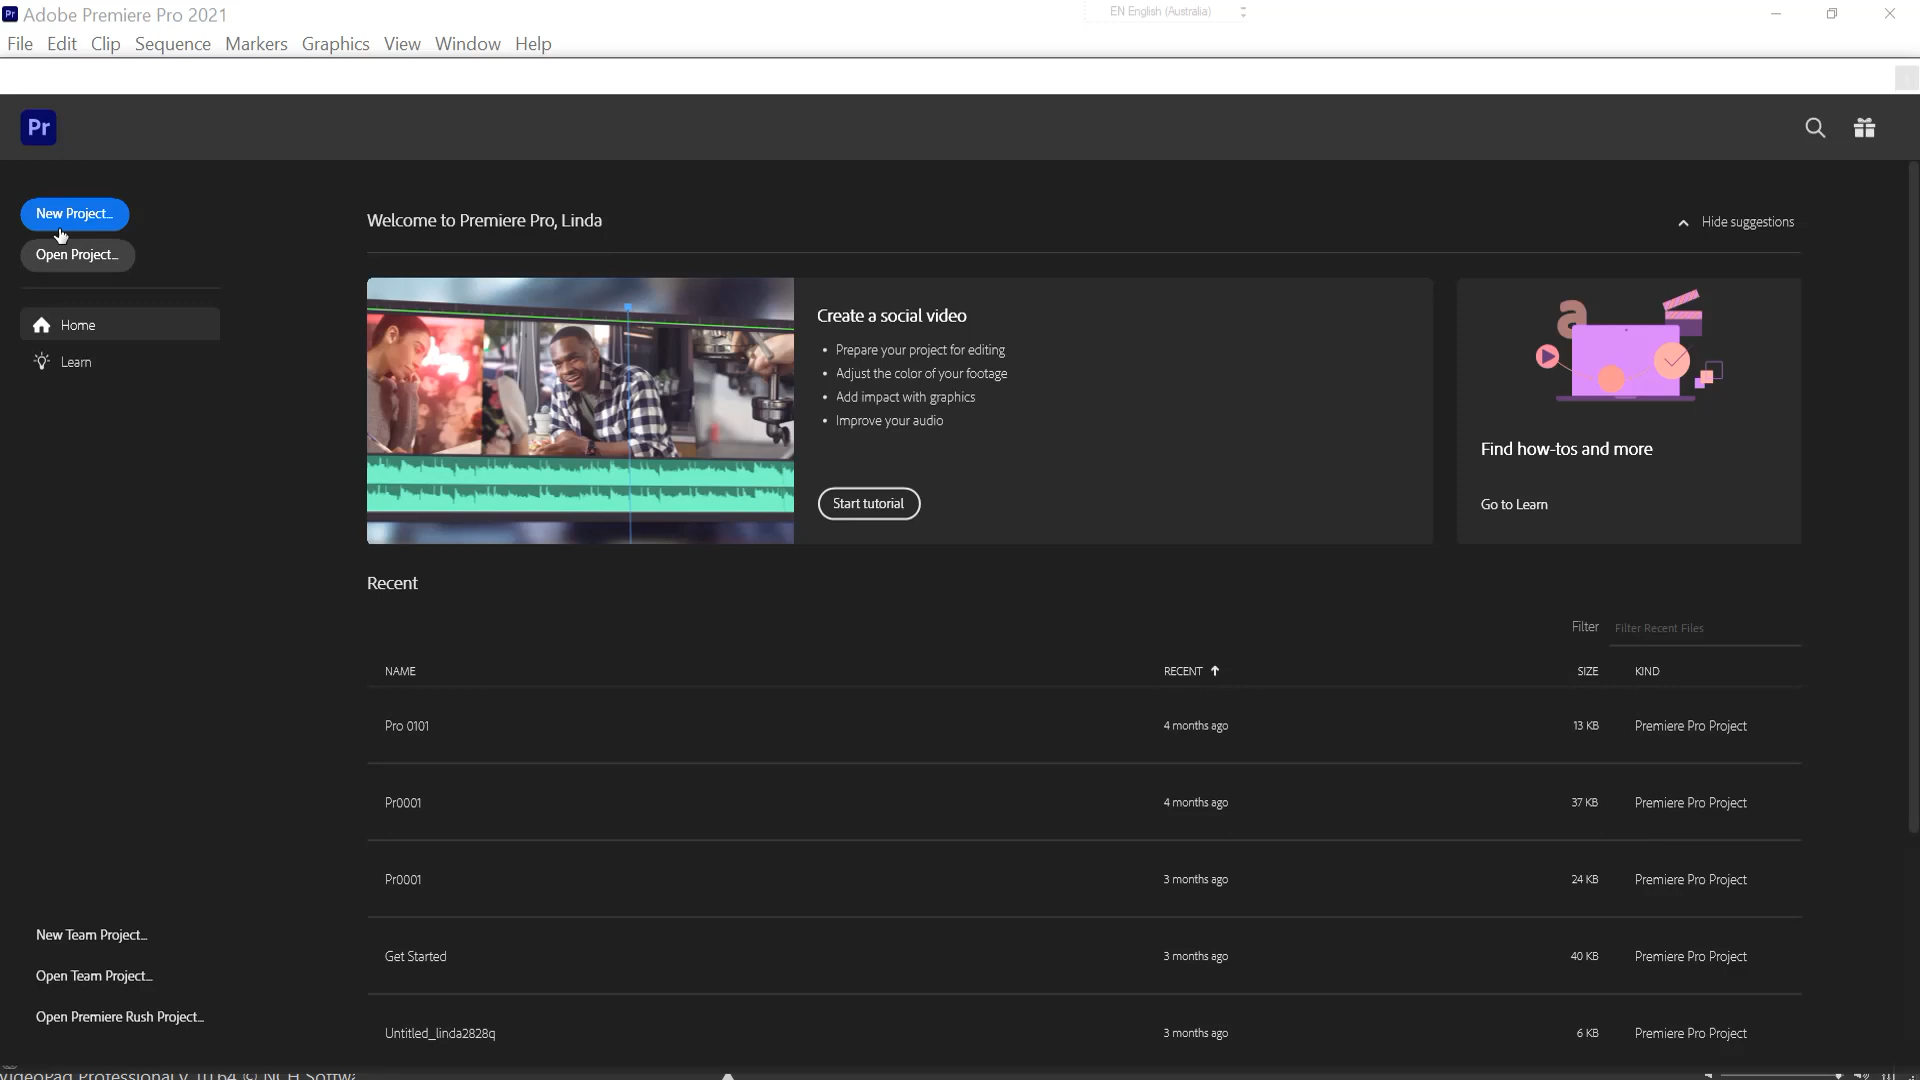 Pr Adobe Premiere Pro 2021
EN English (Australia)
File Edit Clip Sequence Markers Graphics View Window Help
Pr
New Project...
Open Project...
Home
Learn
Welcome to Premiere Pro, Linda
Hide suggestions
Create a social video
• Prepare your project for editing
• Adjust the color of your footage
• Add impact with graphics
• Improve your audio
Start tutorial
a
Find how-tos and more
Go to Learn
Recent
Filter Filter Recent Files
NAME RECENT SIZE KIND
Pro 0101 4 months ago 13 KB Premiere Pro Project
Pr0001 4 months ago 37 KB Premiere Pro Project
Pr0001 3 months ago 24 KB Premiere Pro Project
Get Started 3 months ago 40 KB Premiere Pro Project
Untitled_linda2828q 3 months ago 6 KB Premiere Pro Project
New Team Project...
Open Team Project...
Open Premiere Rush Project...